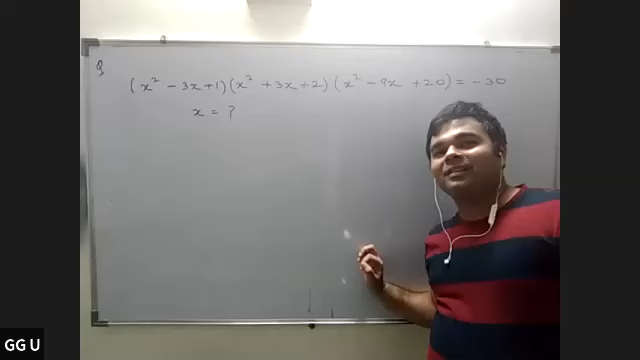 Q
(x² - 3x + 1)(x² + 3x + 2)(x² - 9x + 20) = -30
x = ?
GG U